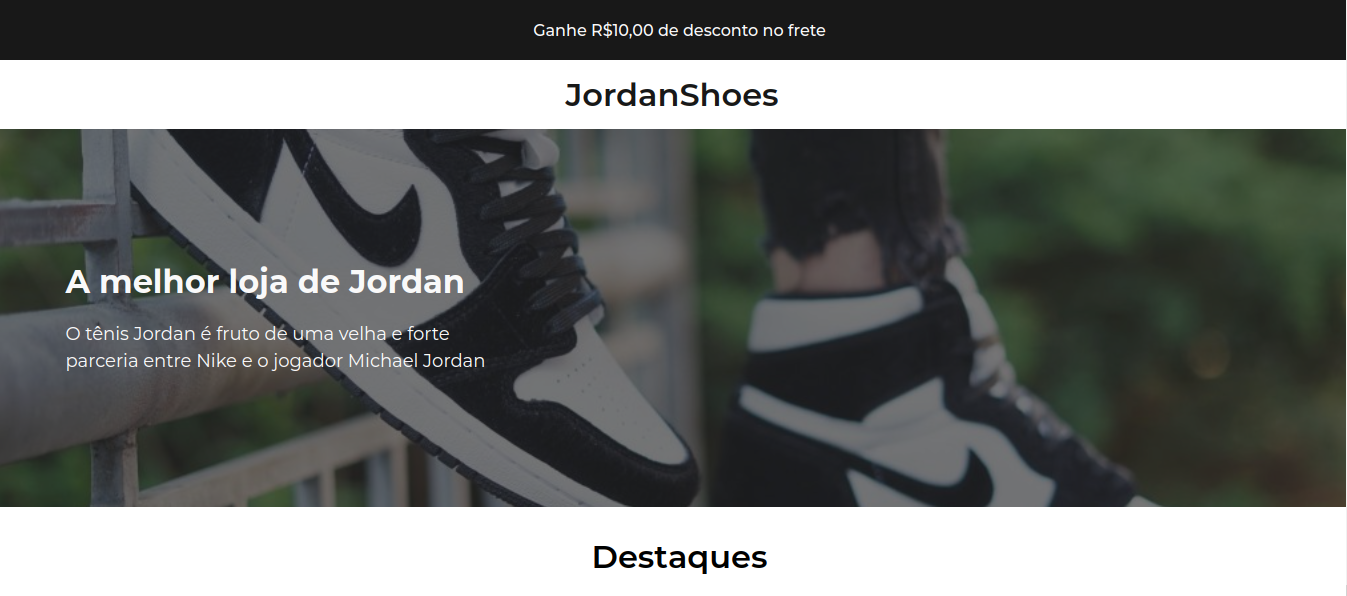 Ganhe R$10,00 de desconto no frete
JordanShoes
A melhor loja de Jordan
O tênis Jordan é fruto de uma velha e forte
parceria entre Nike e o jogador Michael Jordan
Destaques